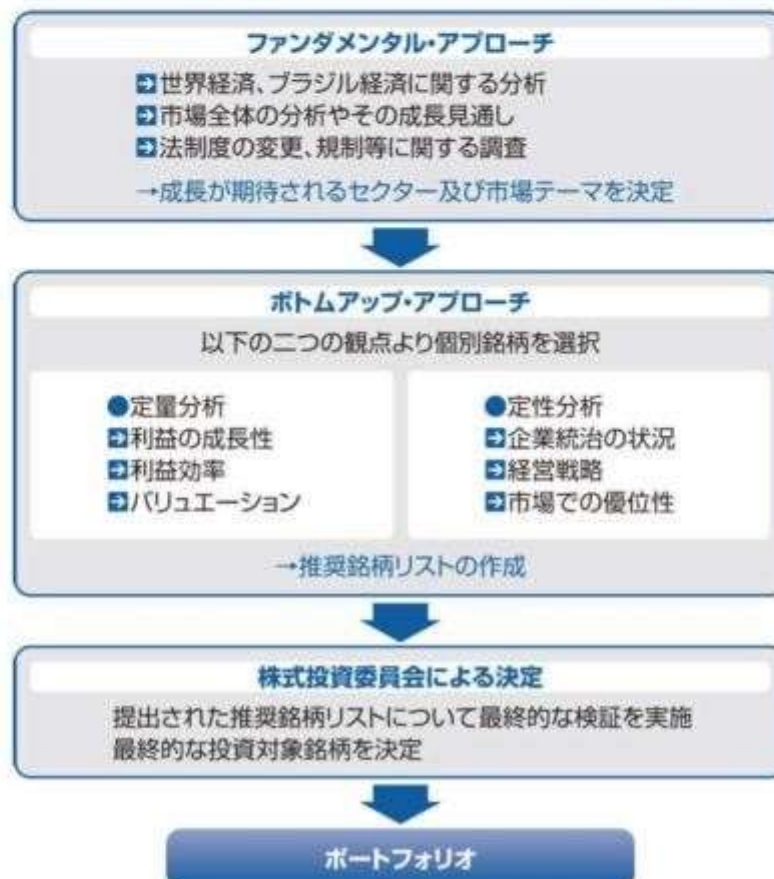 ファンダメンタル・アプローチ
➡世界経済、ブラジル経済に関する分析
➡市場全体の分析やその成長見通し
➡法制度の変更、規制等に関する調査
→成長が期待されるセクター及び市場テーマを決定
ボトムアップ・アプローチ
以下の二つの観点より個別銘柄を選択
●定量分析
➡利益の成長性
➡利益効率
➡バリュエーション
●定性分析
➡企業統治の状況
➡経営戦略
➡市場での優位性
→推奨銘柄リストの作成
株式投資委員会による決定
提出された推奨銘柄リストについて最終的な検証を実施
最終的な投資対象銘柄を決定
ポートフォリオ